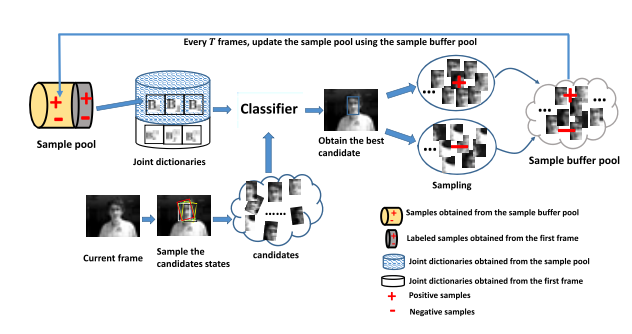 Every T frames, update the sample pool using the sample buffer pool
+ +
- -
Sample pool
Joint dictionaries
Classifier
Obtain the best
candidate
+
-
Sampling
+
-
...
...
...
...
Sample buffer pool
Current frame
Sample the
candidates states
......
candidates
Samples obtained from the sample buffer pool
Labeled samples obtained from the first frame
Joint dictionaries obtained from the sample pool
Joint dictionaries obtained from the first frame
+ Positive samples
- Negative samples